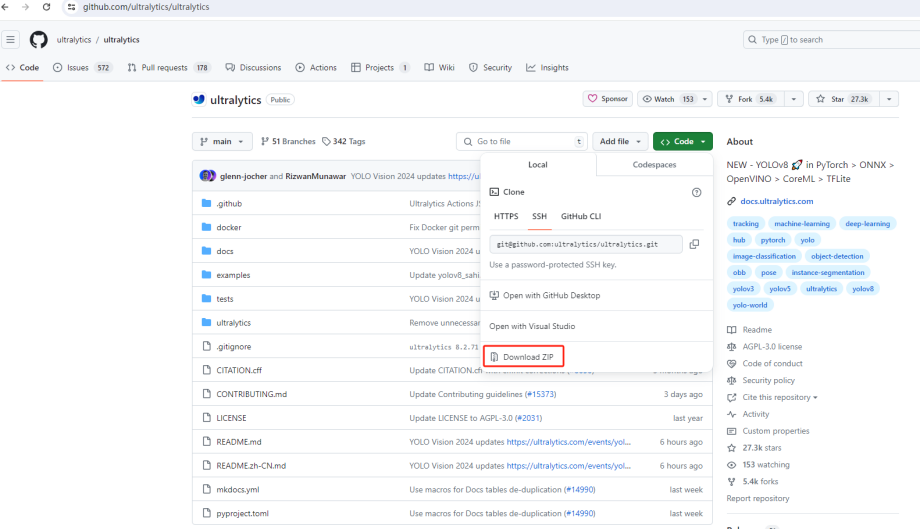 github.com/ultralytics/ultralytics
ultralytics / ultralytics
Type / to search
Code Issues 572 Pull requests 178 Discussions Actions Projects 1 Wiki Security Insights
ultralytics Public
Sponsor Watch 153 Fork 5.4k Star 27.3k
main 51 Branches 342 Tags Go to file t Add file Code
About
NEW - YOLOv8 🚀 in PyTorch > ONNX >
OpenVINO > CoreML > TFLite
docs.ultralytics.com
tracking machine-learning deep-learning
hub pytorch yolo
image-classification object-detection
obb pose instance-segmentation
yolov3 yolov5 ultralytics yolov8
yolo-world
Readme
AGPL-3.0 license
Code of conduct
Security policy
Cite this repository
Activity
Custom properties
27.3k stars
153 watching
5.4k forks
Report repository
Local Codespaces
Clone
HTTPS SSH GitHub CLI
git@github.com:ultralytics/ultralytics.git
Use a password-protected SSH key.
Open with GitHub Desktop
Open with Visual Studio
Download ZIP
glenn-jocher and RizwanMunawar YOLO Vision 2024 updates https://u
.github Ultralytics Actions
docker Fix Docker git perm
docs YOLO Vision 2024 u
examples Update yolov8_sahi
tests YOLO Vision 2024 u
ultralytics Remove unnecessar
.gitignore ultralytics 8.2.71
CITATION.cff Update CITATION.cff
CONTRIBUTING.md Update Contributing guidelines (#15373) 3 days ago
LICENSE Update LICENSE to AGPL-3.0 (#2031) last year
README.md YOLO Vision 2024 updates https://ultralytics.com/events/yol... 6 hours ago
README.zh-CN.md YOLO Vision 2024 updates https://ultralytics.com/events/yol... 6 hours ago
mkdocs.yml Use macros for Docs tables de-duplication (#14990) last week
pyproject.toml Use macros for Docs tables de-duplication (#14990) last week